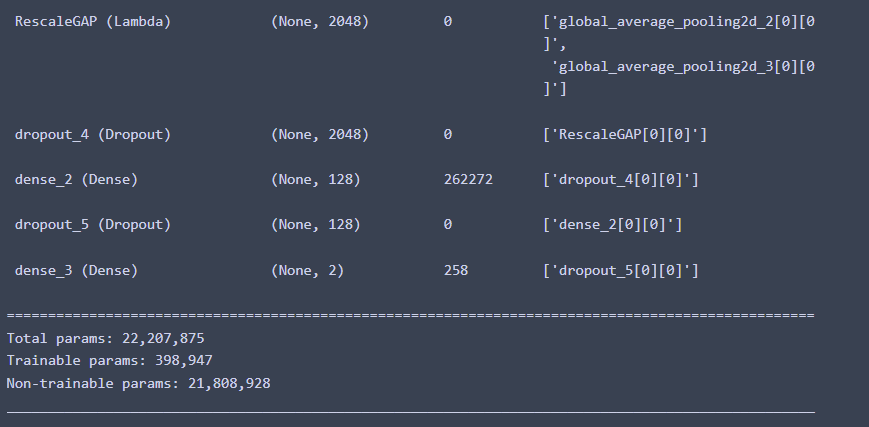 RescaleGAP (Lambda) (None, 2048) 0 ['global_average_pooling2d_2[0][0
]',
'global_average_pooling2d_3[0][0
]']
dropout_4 (Dropout) (None, 2048) 0 ['RescaleGAP[0][0]']
dense_2 (Dense) (None, 128) 262272 ['dropout_4[0][0]']
dropout_5 (Dropout) (None, 128) 0 ['dense_2[0][0]']
dense_3 (Dense) (None, 2) 258 ['dropout_5[0][0]']
==================================================================================================
Total params: 22,207,875
Trainable params: 398,947
Non-trainable params: 21,808,928
__________________________________________________________________________________________________